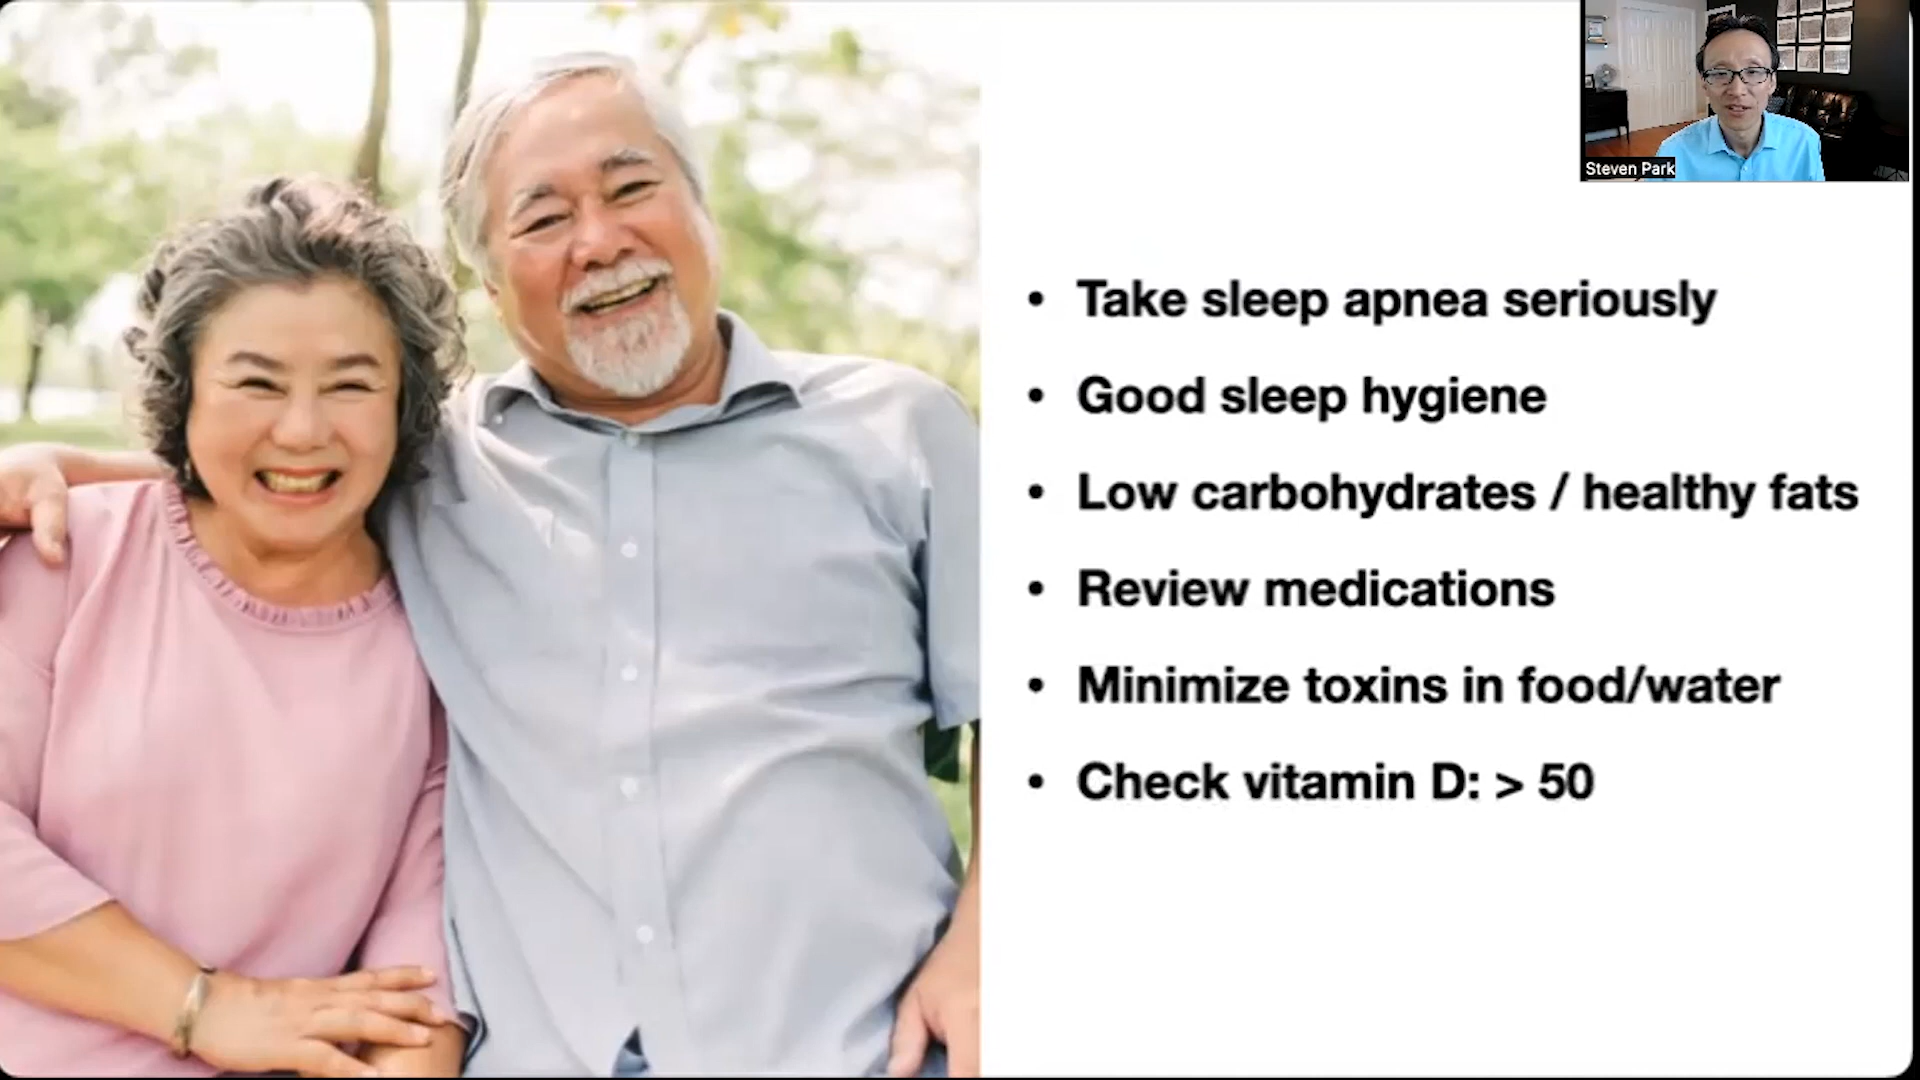 Steven Park
• Take sleep apnea seriously
• Good sleep hygiene
• Low carbohydrates / healthy fats
• Review medications
• Minimize toxins in food/water
• Check vitamin D: > 50